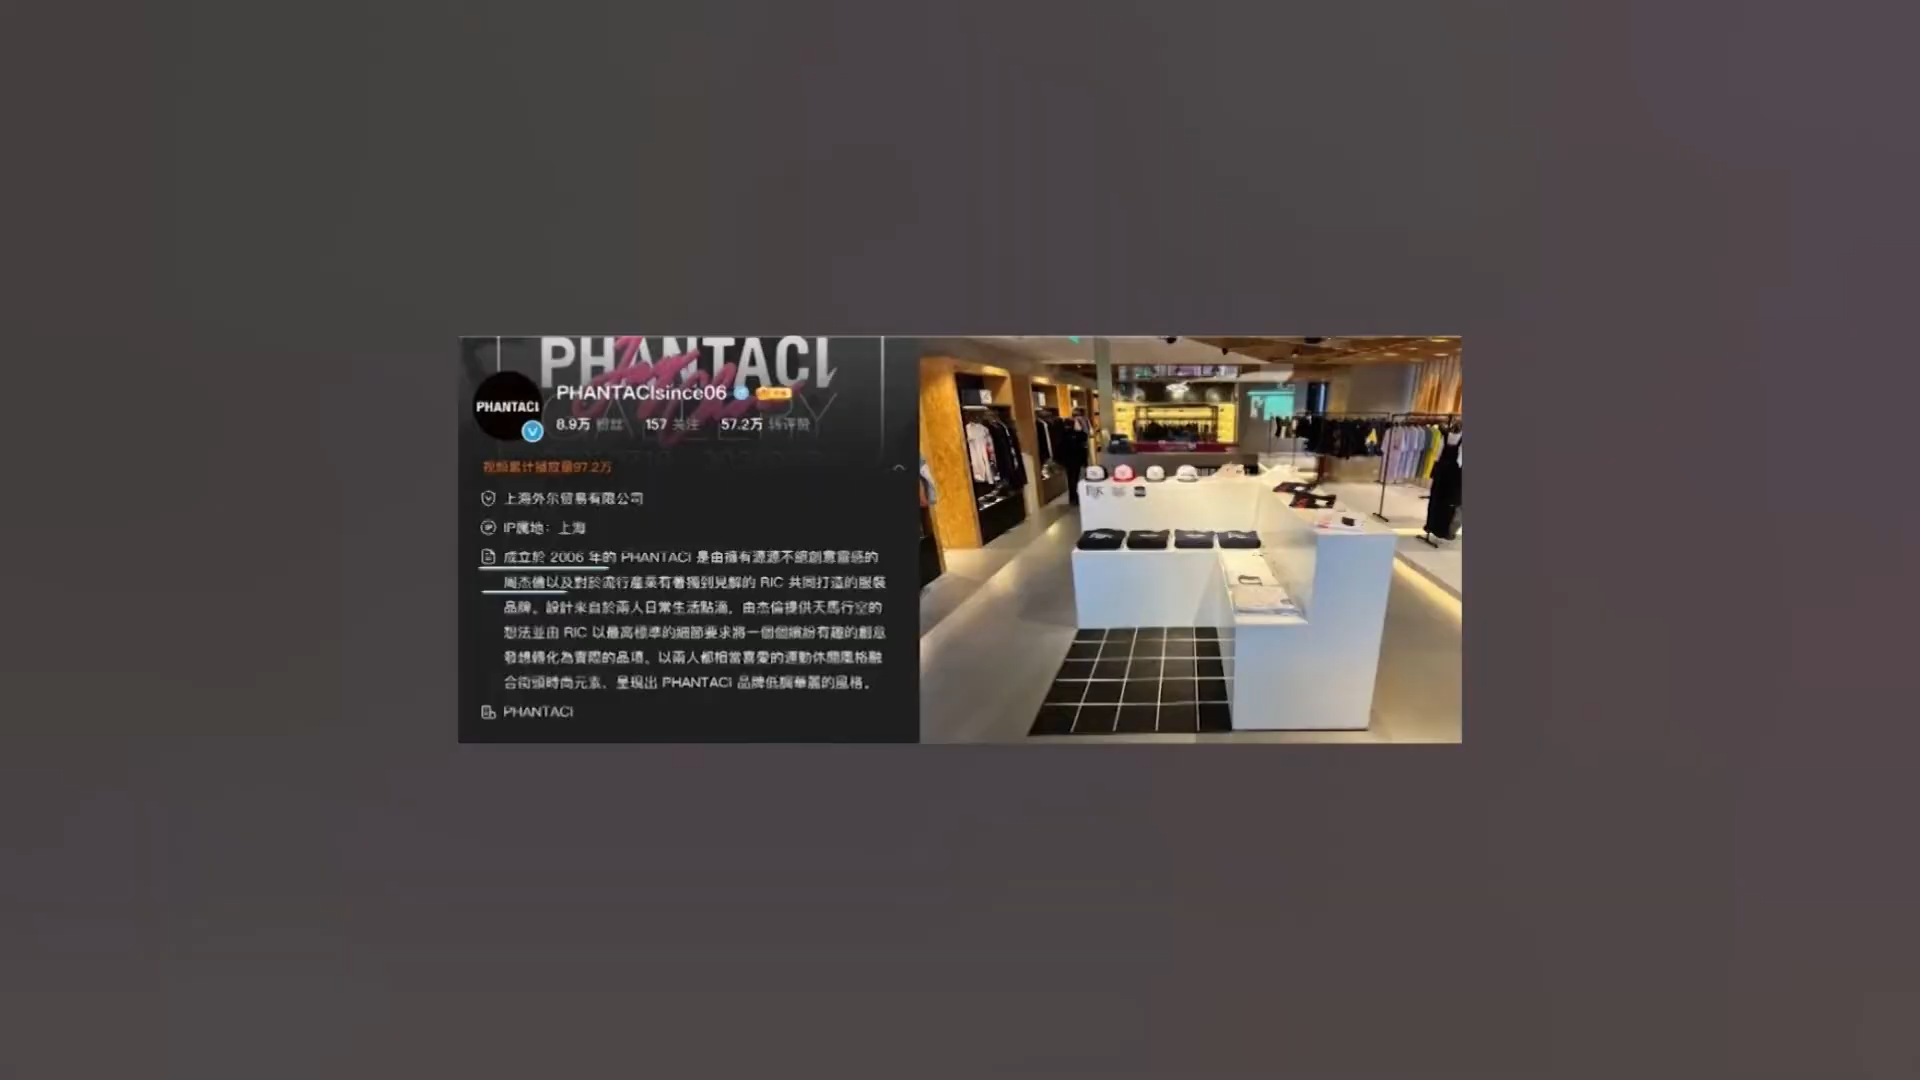 PHANTACI
PHANTACI
PHANTACIsince06
8.9万 粉丝 157 关注 57.2万 转评赞
视频累计播放量97.2万
上海外尔贸易有限公司
IP属地：上海
成立於 2006 年的 PHANTACI 是由擁有源源不絕創意靈感的
周杰倫以及對於流行產業有著獨到見解的 RIC 共同打造的服裝
品牌。設計來自於兩人日常生活點滴，由杰倫提供天馬行空的
想法並由 RIC 以最高標準的細節要求將一個個繽紛有趣的創意
發想轉化為實際的品項。以兩人都相當喜愛的運動休閒風格融
合街頭時尚元素，呈現出 PHANTACI 品牌低調華麗的風格。
PHANTACI